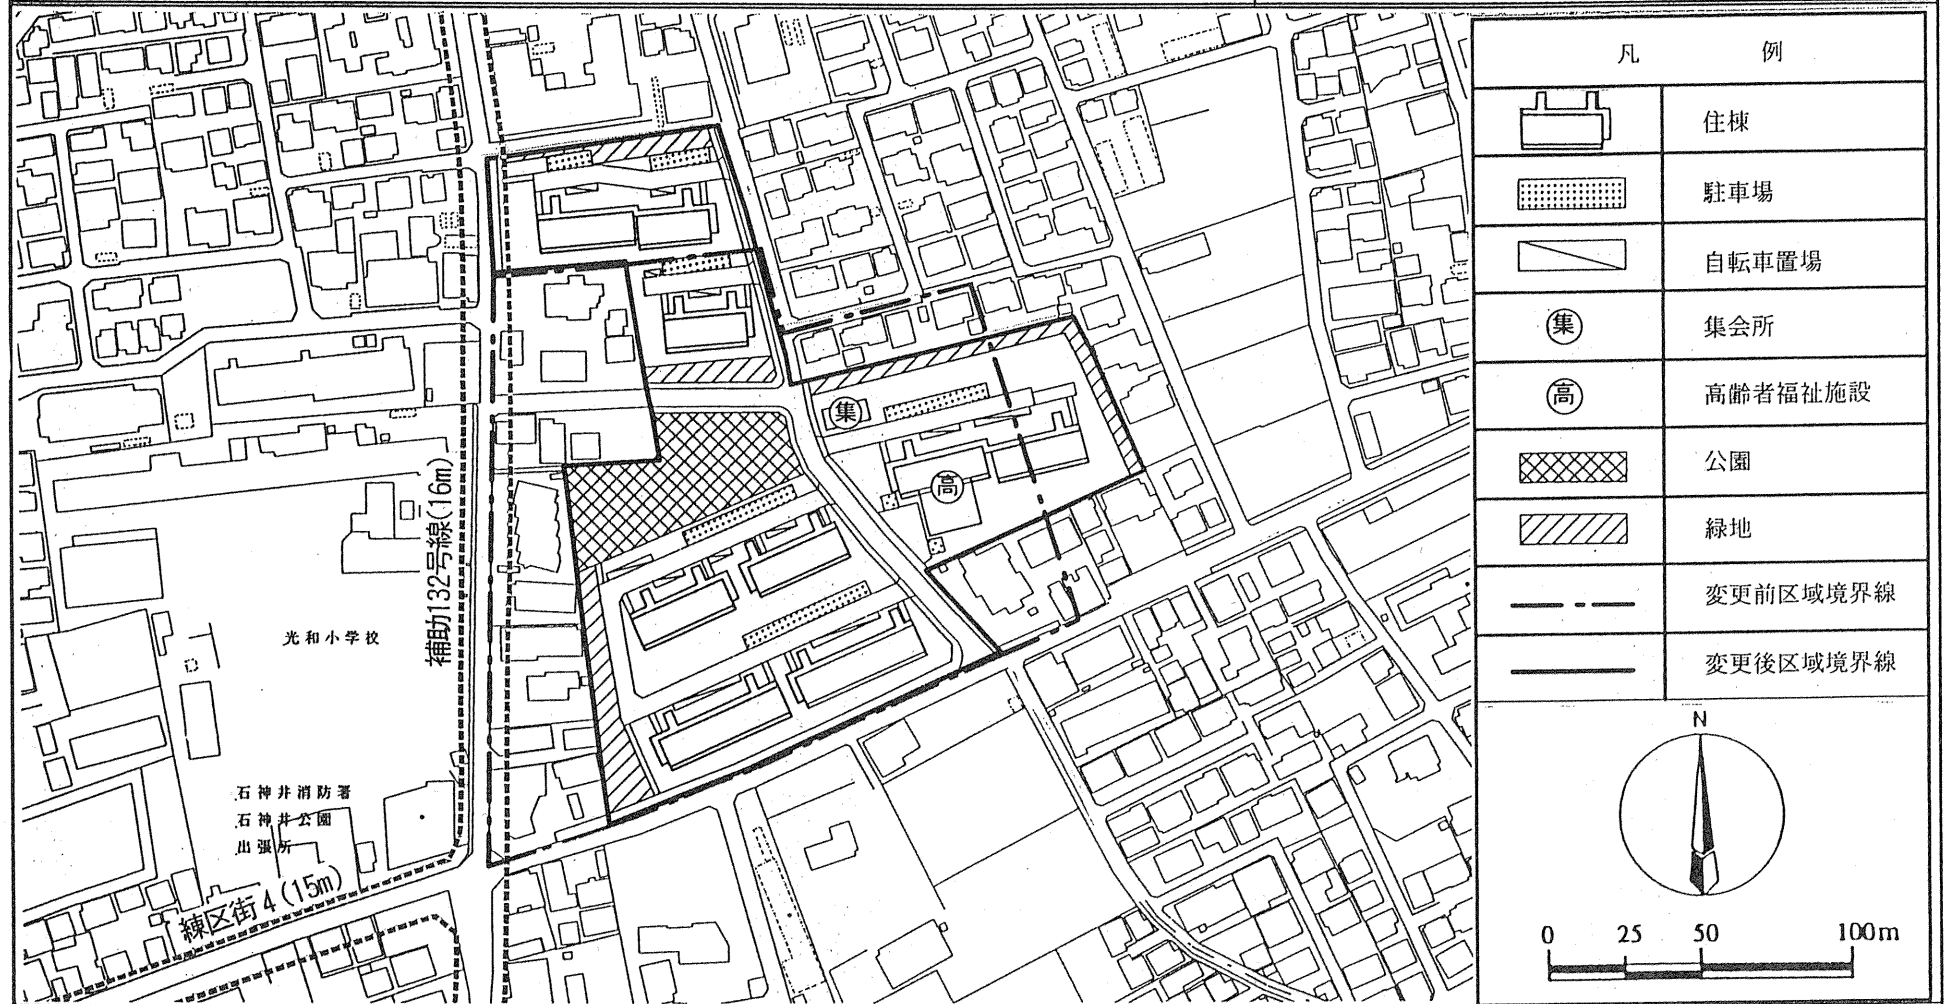 凡 例
住棟
駐車場
自転車置場
集 集会所
高 高齢者福祉施設
公園
緑地
変更前区域境界線
変更後区域境界線
N
0 25 50 100m
集
高
補助132号線(16m)
光和小学校
石神井消防署
石神井公園
出張所
練区街4(15m)